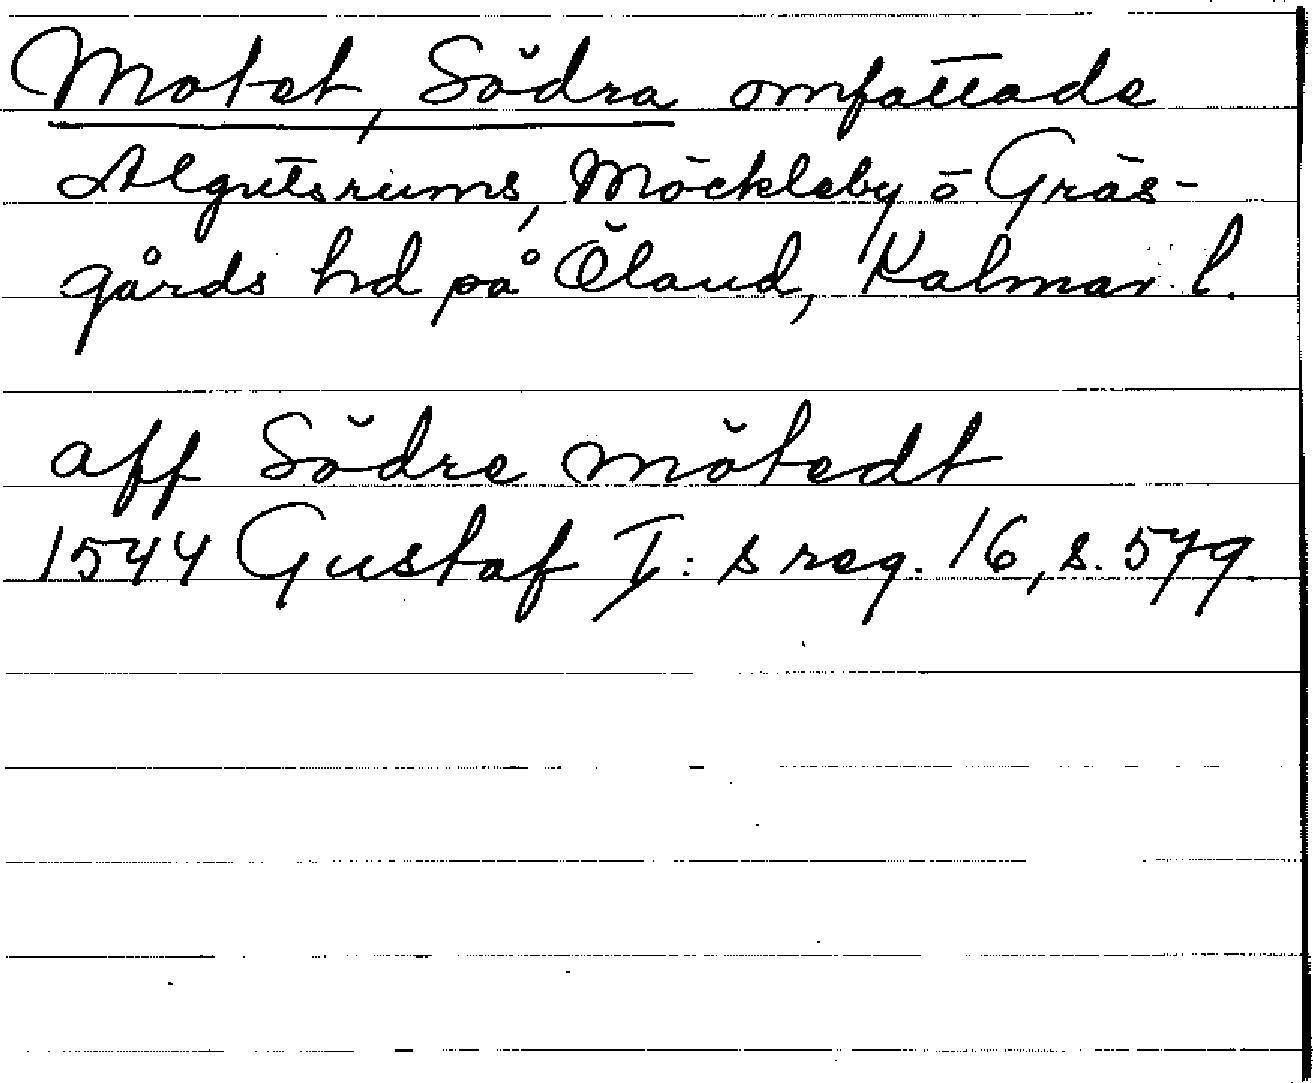 Motet, Södra omfattade
Algutsrums, Möckleby o Gräs-
gårds hd på Öland, Kalmar l.
aff Södre mötedt
1544 Gustaf I:s reg. 16, s. 579